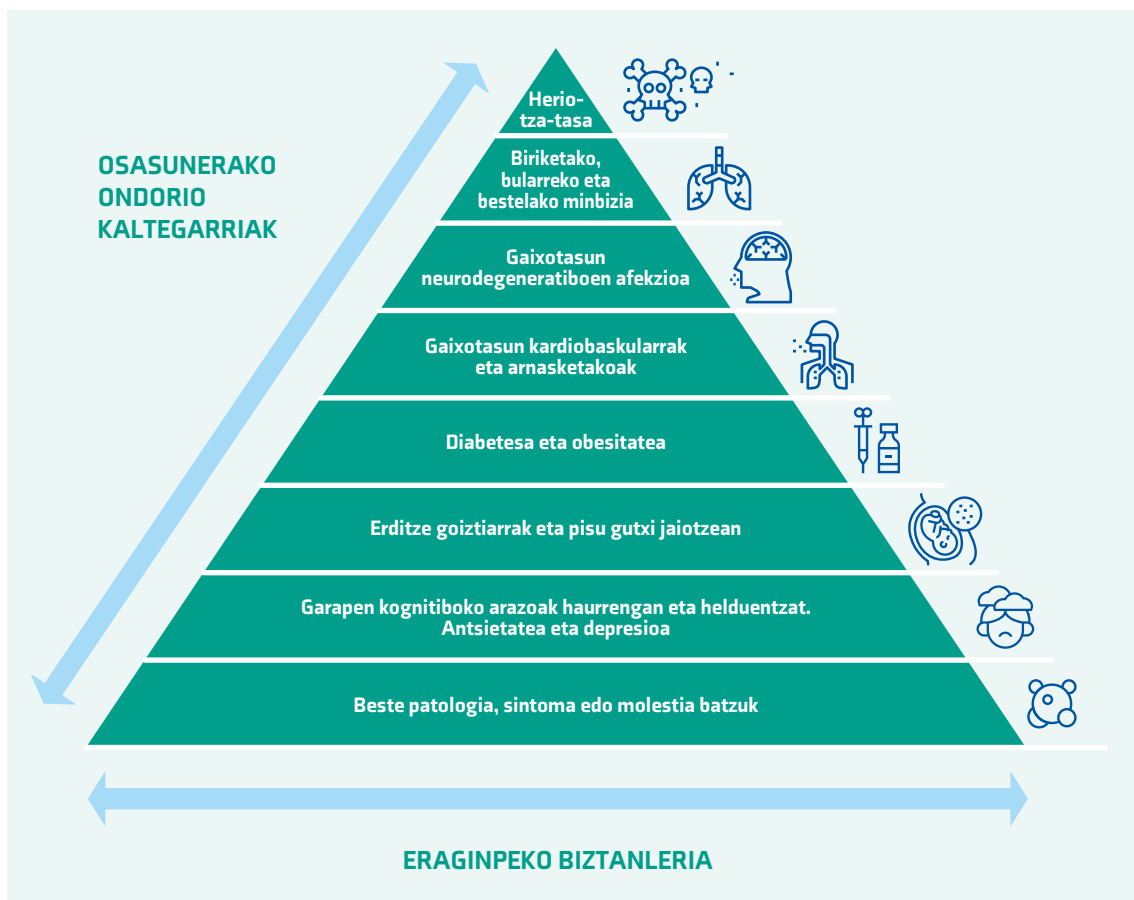 OSASUNERAKO
ONDORIO
KALTEGARRIAK
Herio-
tza-tasa
Biriketako,
bularreko eta
bestelako minbizia
Gaixotasun
neurodegeneratiboen afekzioa
Gaixotasun kardiobaskularrak
eta arnasketakoak
Diabetesa eta obesitatea
Erditze goiztiarrak eta pisu gutxi jaiotzean
Garapen kognitiboko arazoak haurrengan eta helduentzat.
Antsietatea eta depresioa
Beste patologia, sintoma edo molestia batzuk
ERAGINPEKO BIZTANLERIA